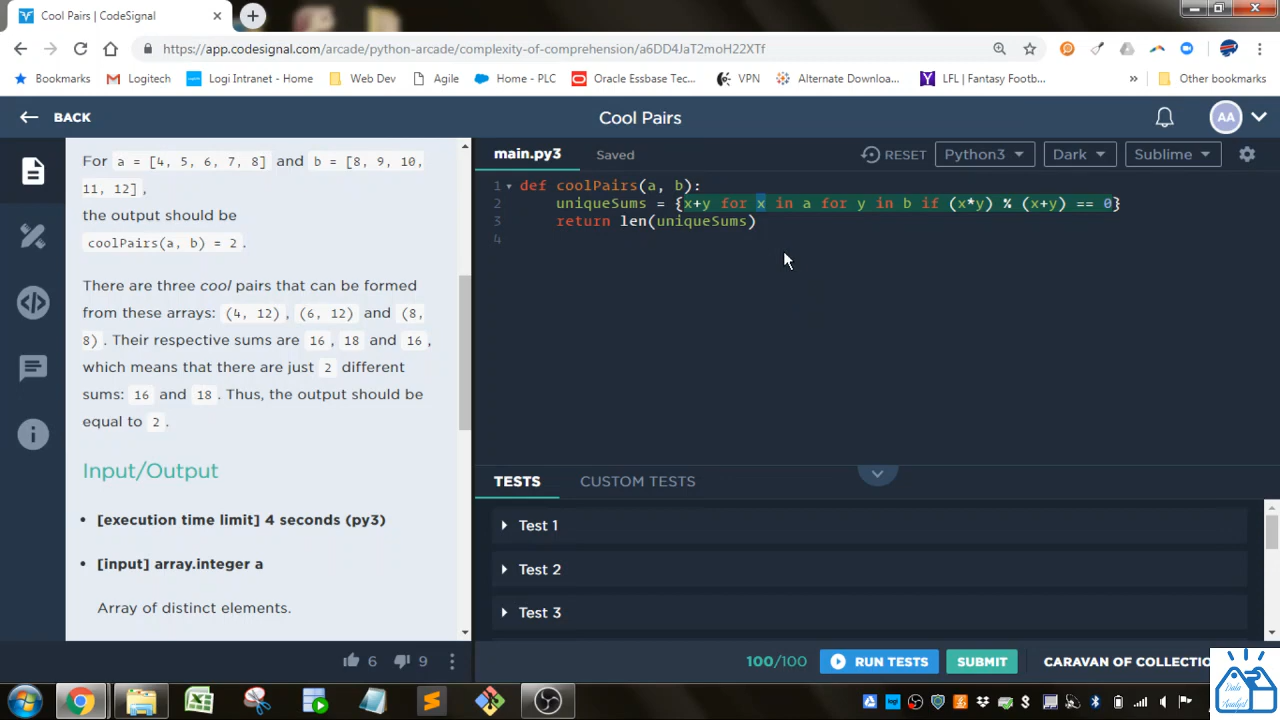 Cool Pairs | CodeSignal
https://app.codesignal.com/arcade/python-arcade/complexity-of-comprehension/a6DD4JaT2moH22XTf
Bookmarks Logitech Logi Intranet - Home Web Dev Agile Home - PLC Oracle Essbase Tec... VPN Alternate Downloa... LFL | Fantasy Footb... » Other bookmarks
BACK
Cool Pairs
AA
main.py3 Saved RESET Python3 Dark Sublime
For a = [4, 5, 6, 7, 8] and b = [8, 9, 10,
11, 12],
the output should be
coolPairs(a, b) = 2.
There are three cool pairs that can be formed
from these arrays: (4, 12), (6, 12) and (8,
8). Their respective sums are 16, 18 and 16,
which means that there are just 2 different
sums: 16 and 18. Thus, the output should be
equal to 2.
Input/Output
• [execution time limit] 4 seconds (py3)
• [input] array.integer a
Array of distinct elements.
6 9
1 def coolPairs(a, b):
2 uniqueSums = {x+y for x in a for y in b if (x*y) % (x+y) == 0}
3 return len(uniqueSums)
4
TESTS CUSTOM TESTS
Test 1
Test 2
Test 3
100/100 RUN TESTS SUBMIT CARAVAN OF COLLECTIO
Data
Analyst